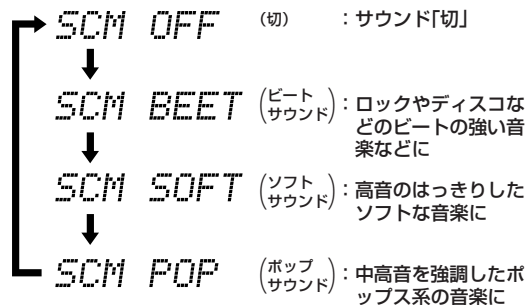 SCM OFF (切) ：サウンド「切」
SCM BEET (ビート サウンド)：ロックやディスコな
どのビートの強い音
楽などに
SCM SOFT (ソフト サウンド)：高音のはっきりした
ソフトな音楽に
SCM POP (ポップ サウンド)：中高音を強調したポ
ップス系の音楽に